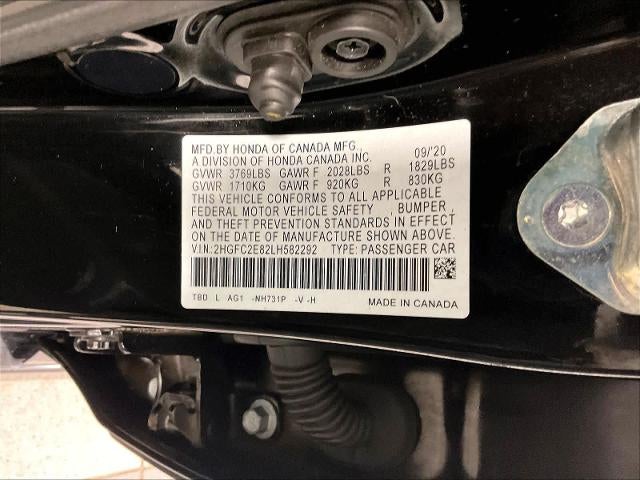 MFD.BY HONDA OF CANADA MFG., 09/'20
A DIVISION OF HONDA CANADA INC.
GVWR 3769LBS GAWR F 2028LBS R 1829LBS
GVWR 1710KG GAWR F 920KG R 830KG
THIS VEHICLE CONFORMS TO ALL APPLICABLE
FEDERAL MOTOR VEHICLE SAFETY , BUMPER ,
AND THEFT PREVENTION STANDARDS IN EFFECT
ON THE DATE OF MANUFACTURE SHOWN ABOVE.
VIN:2HGFC2E82LH582292 TYPE:PASSENGER CAR
TBD L AG1 -NH731P -V -H MADE IN CANADA